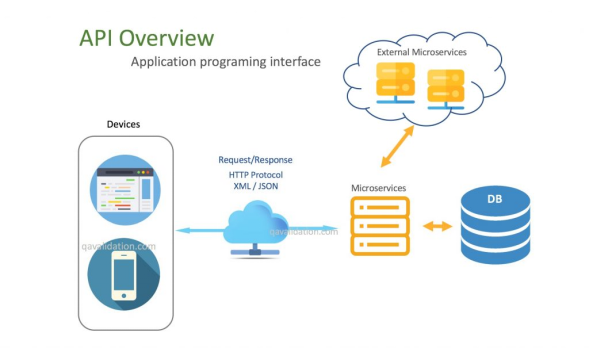 API Overview
Application programing interface
External Microservices
Devices
Request/Response
HTTP Protocol
XML / JSON
Microservices
DB
qavalidation.com
qavalidation.com